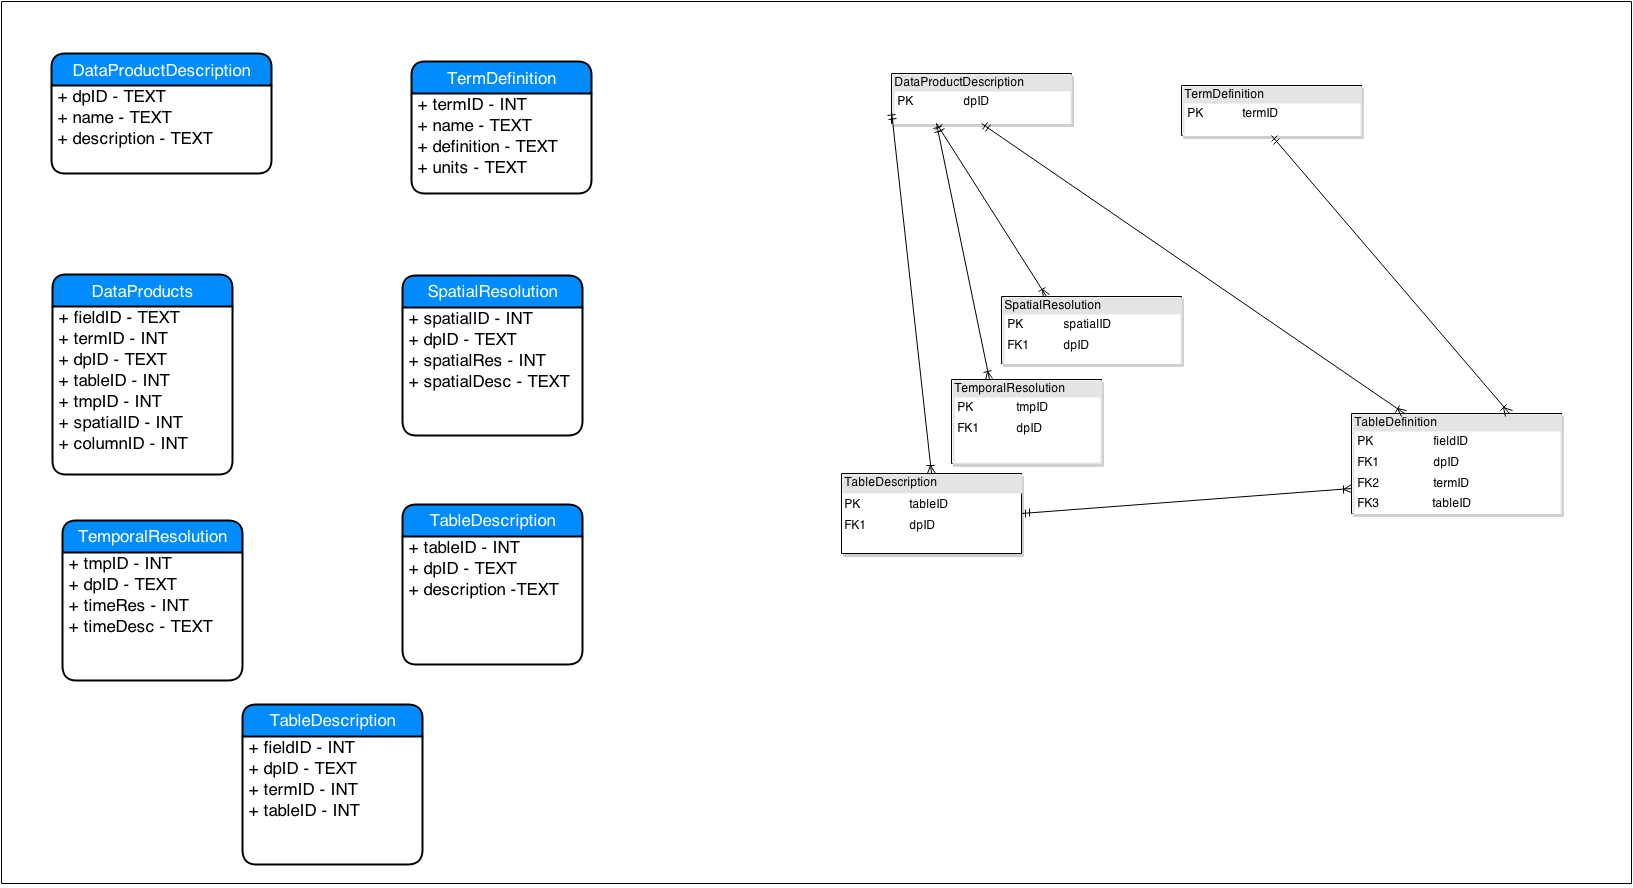 DataProductDescription
+ dpID - TEXT
+ name - TEXT
+ description - TEXT
TermDefinition
+ termID - INT
+ name - TEXT
+ definition - TEXT
+ units - TEXT
DataProducts
+ fieldID - TEXT
+ termID - INT
+ dpID - TEXT
+ tableID - INT
+ tmpID - INT
+ spatialID - INT
+ columnID - INT
SpatialResolution
+ spatialID - INT
+ dpID - TEXT
+ spatialRes - INT
+ spatialDesc - TEXT
TemporalResolution
+ tmpID - INT
+ dpID - TEXT
+ timeRes - INT
+ timeDesc - TEXT
TableDescription
+ tableID - INT
+ dpID - TEXT
+ description -TEXT
TableDescription
+ fieldID - INT
+ dpID - TEXT
+ termID - INT
+ tableID - INT
DataProductDescription
PK dpID
TermDefinition
PK termID
SpatialResolution
PK spatialID
FK1 dpID
TemporalResolution
PK tmpID
FK1 dpID
TableDescription
PK tableID
FK1 dpID
TableDefinition
PK fieldID
FK1 dpID
FK2 termID
FK3 tableID